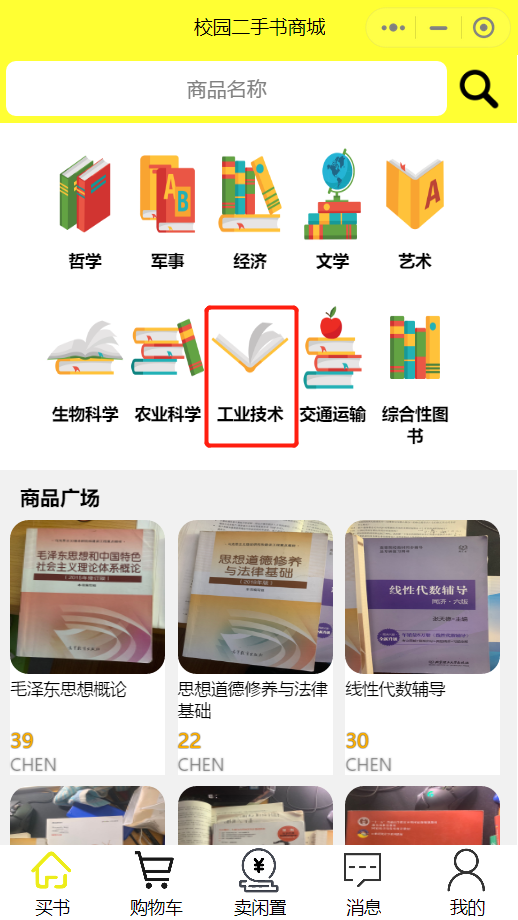 校园二手书商城
商品名称
哲学
军事
A
B
经济
文学
A
艺术
生物科学
农业科学
工业技术
交通运输
综合性图
书
商品广场
毛泽东思想和中国特色
社会主义理论体系概论
思想道德修养
与法律基础
线性代数辅导
同济·六版
毛泽东思想概论
思想道德修养与法律
基础
线性代数辅导
39
22
30
CHEN
CHEN
CHEN
买书
购物车
¥
卖闲置
消息
我的